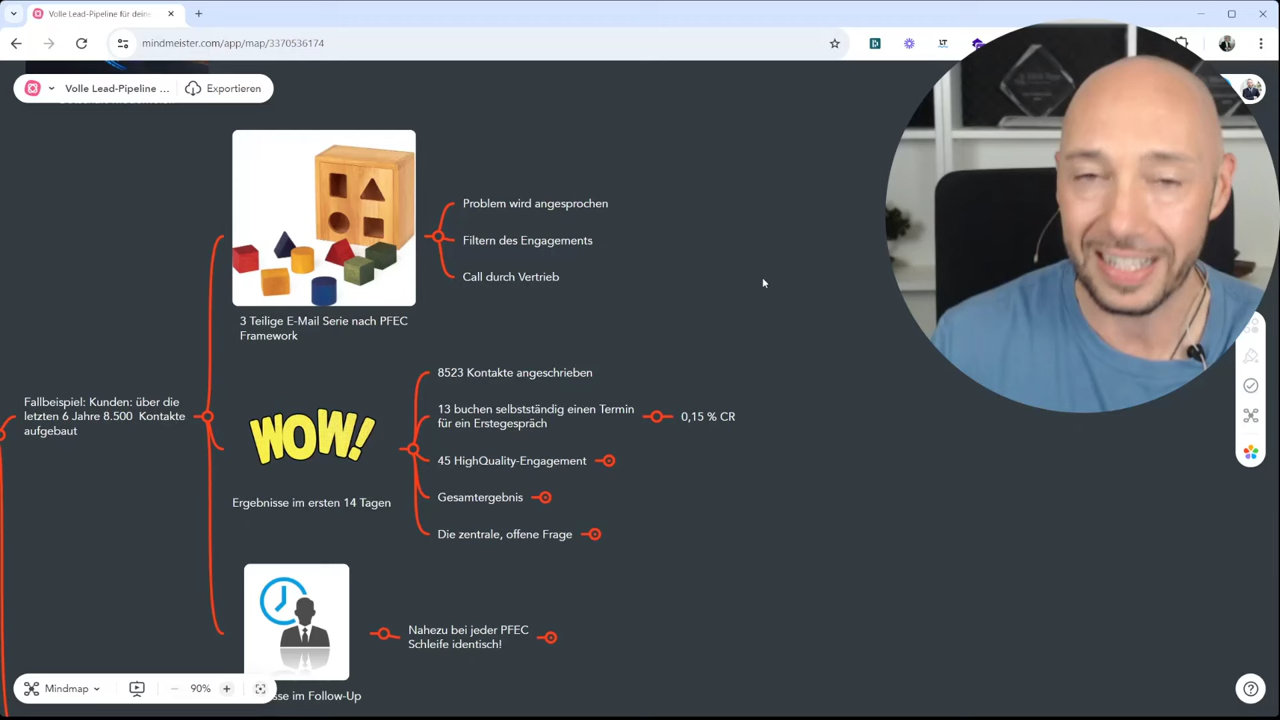 Volle Lead-Pipeline für deine
mindmeister.com/app/map/3370536174
LT
Volle Lead-Pipeline ...
Exportieren
Problem wird angesprochen
Filtern des Engagements
Call durch Vertrieb
3 Teilige E-Mail Serie nach PFEC
Framework
8523 Kontakte angeschrieben
Fallbeispiel: Kunden: über die
letzten 6 Jahre 8.500 Kontakte
aufgebaut
13 buchen selbstständig einen Termin
für ein Erstegespräch
0,15 % CR
WOW!
45 HighQuality-Engagement
Ergebnisse im ersten 14 Tagen
Gesamtergebnis
Die zentrale, offene Frage
Nahezu bei jeder PFEC
Schleife identisch!
Mindmap
90%
sse im Follow-Up